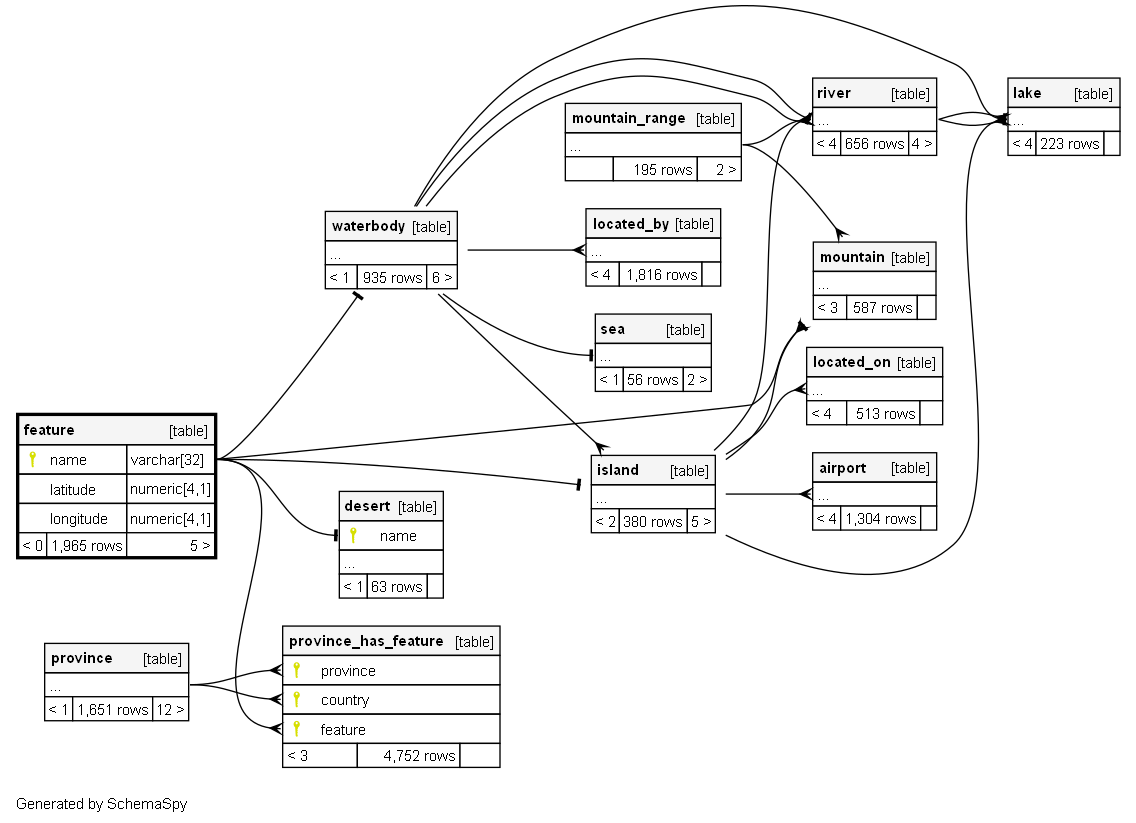 river [table]
...
< 4 656 rows 4 >
lake [table]
...
< 4 223 rows
mountain_range [table]
...
195 rows 2 >
waterbody [table]
...
< 1 935 rows 6 >
located_by [table]
...
< 4 1,816 rows
mountain [table]
...
< 3 587 rows
sea [table]
...
< 1 56 rows 2 >
located_on [table]
...
< 4 513 rows
feature [table]
name varchar[32]
latitude numeric[4,1]
longitude numeric[4,1]
< 0 1,965 rows 5 >
island [table]
...
< 2 380 rows 5 >
airport [table]
...
< 4 1,304 rows
desert [table]
name
...
< 1 63 rows
province [table]
...
< 1 1,651 rows 12 >
province_has_feature [table]
province
country
feature
< 3 4,752 rows
Generated by SchemaSpy